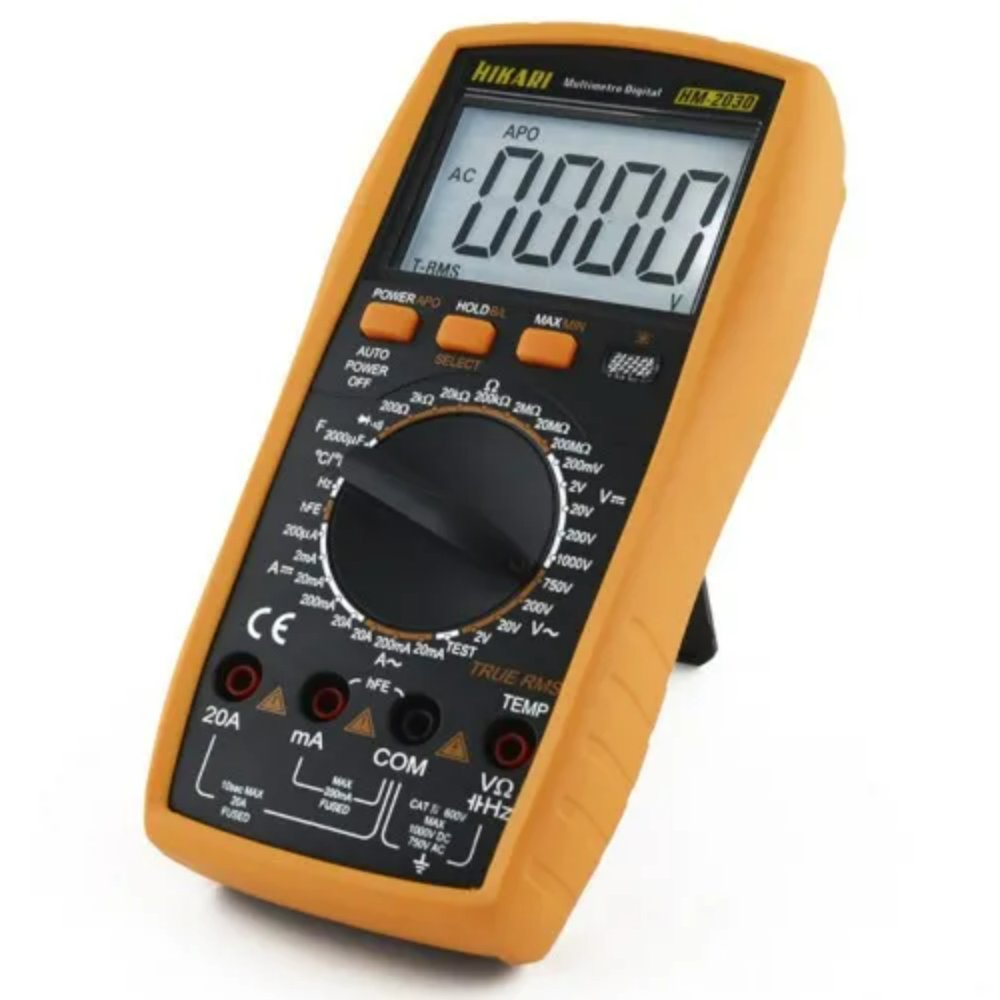 HIKARI Multimetro Digital HM-2030
APO
AC 0000
T-RMS
V
POWER APO HOLD B/L MAX MIN
AUTO
POWER
OFF
SELECT
Ω
200Ω 2kΩ 20kΩ 200kΩ 2MΩ 20MΩ 200MΩ
F 2000µF
°C/°F
Hz
hFE
200µA
2mA
A⎓ 20mA
200mA
20A
200mV
2V V⎓
20V
200V
1000V
750V
200V
20V V~
2V
TEST
20A 200mA 20mA
A~
CE
TRUE RMS
hFE
TEMP
20A
mA
COM
VΩ
Hz
10sec MAX
20A
FUSED
MAX
200mA
FUSED
CAT II 600V
MAX
1000V DC
750V AC